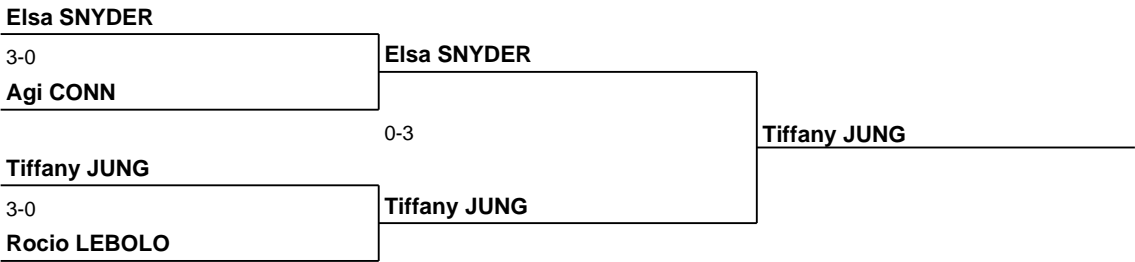 Elsa SNYDER
3-0
Agi CONN
Elsa SNYDER
0-3
Tiffany JUNG
Tiffany JUNG
3-0
Rocio LEBOLO
Tiffany JUNG